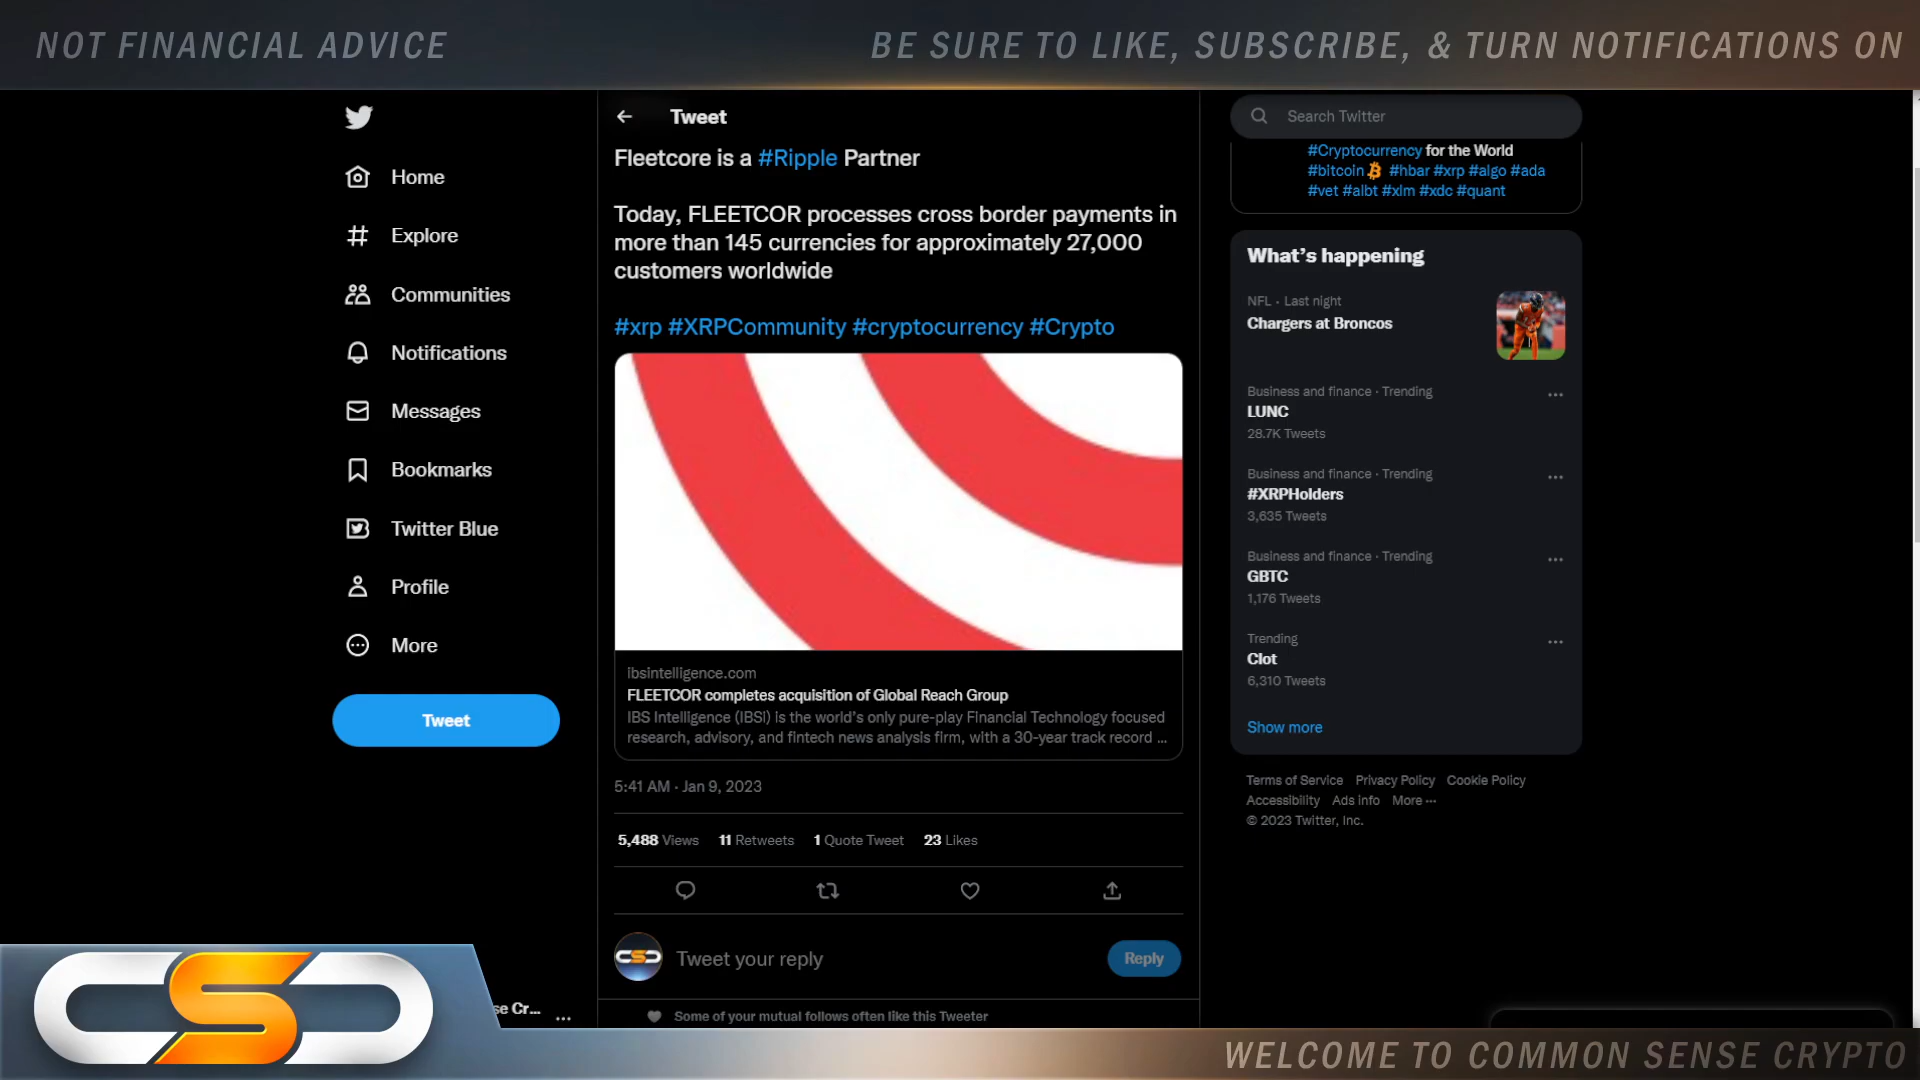 NOT FINANCIAL ADVICE
BE SURE TO LIKE, SUBSCRIBE, & TURN NOTIFICATIONS ON
Home
Explore
Communities
Notifications
Messages
Bookmarks
Twitter Blue
Profile
More
Tweet
Tweet
Fleetcore is a #Ripple Partner
Today, FLEETCOR processes cross border payments in
more than 145 currencies for approximately 27,000
customers worldwide
#xrp #XRPCommunity #cryptocurrency #Crypto
ibsintelligence.com
FLEETCOR completes acquisition of Global Reach Group
IBS Intelligence (IBSi) is the world's only pure-play Financial Technology focused
research, advisory, and fintech news analysis firm, with a 30-year track record ...
5:41 AM · Jan 9, 2023
5,488 Views 11 Retweets 1 Quote Tweet 23 Likes
Tweet your reply
Reply
Some of your mutual follows often like this Tweeter
Search Twitter
#Cryptocurrency for the World
#bitcoin #hbar #xrp #algo #ada
#vet #albt #xlm #xdc #quant
What's happening
NFL · Last night
Chargers at Broncos
Business and finance · Trending
LUNC
28.7K Tweets
Business and finance · Trending
#XRPHolders
3,635 Tweets
Business and finance · Trending
GBTC
1,176 Tweets
Trending
Clot
6,310 Tweets
Show more
Terms of Service Privacy Policy Cookie Policy
Accessibility Ads info More ···
© 2023 Twitter, Inc.
CSC
se Cr...
WELCOME TO COMMON SENSE CRYPTO